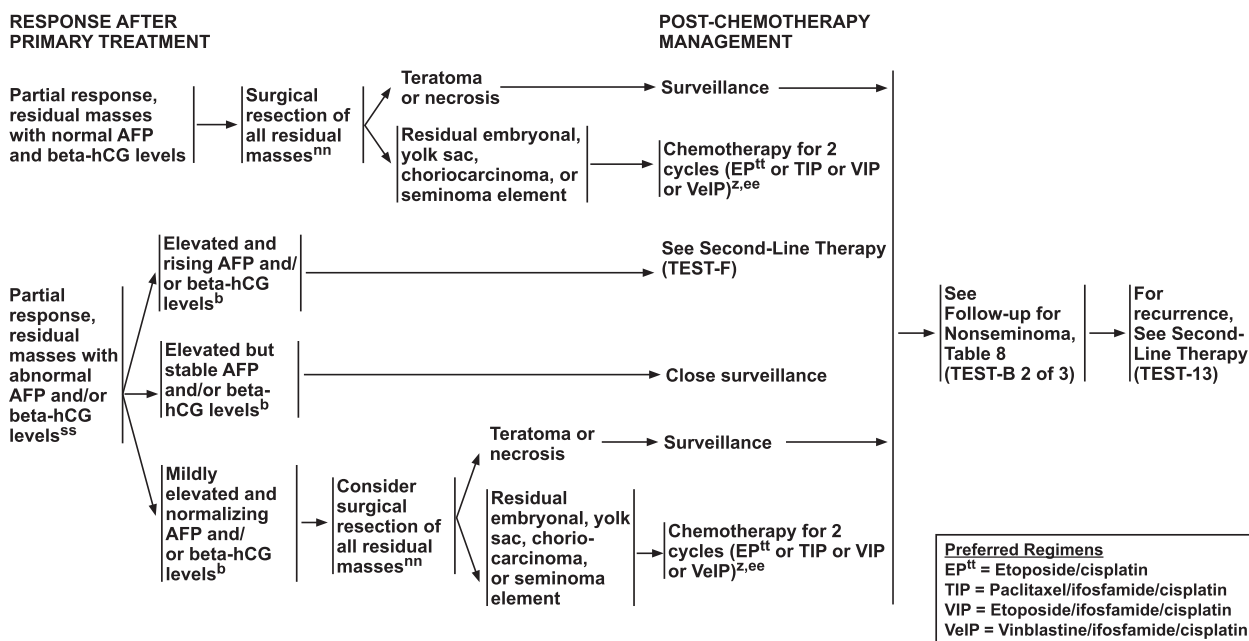 RESPONSE AFTER
PRIMARY TREATMENT
POST-CHEMOTHERAPY
MANAGEMENT
Partial response,
residual masses
with normal AFP
and beta-hCG levels
Surgical
resection of
all residual
masses^nn
Teratoma
or necrosis
Surveillance
Residual embryonal,
yolk sac,
choriocarcinoma, or
seminoma element
Chemotherapy for 2
cycles (EP^tt or TIP or VIP
or VeIP)^z,ee
Partial
response,
residual
masses with
abnormal
AFP and/or
beta-hCG
levels^ss
Elevated and
rising AFP and/
or beta-hCG
levels^b
See Second-Line Therapy
(TEST-F)
Elevated but
stable AFP
and/or beta-
hCG levels^b
Close surveillance
Mildly
elevated and
normalizing
AFP and/
or beta-hCG
levels^b
Consider
surgical
resection of
all residual
masses^nn
Teratoma or
necrosis
Surveillance
Residual
embryonal, yolk
sac, chorio-
carcinoma,
or seminoma
element
Chemotherapy for 2
cycles (EP^tt or TIP or VIP
or VeIP)^z,ee
See
Follow-up for
Nonseminoma,
Table 8
(TEST-B 2 of 3)
For
recurrence,
See Second-
Line Therapy
(TEST-13)
Preferred Regimens
EP^tt = Etoposide/cisplatin
TIP = Paclitaxel/ifosfamide/cisplatin
VIP = Etoposide/ifosfamide/cisplatin
VeIP = Vinblastine/ifosfamide/cisplatin